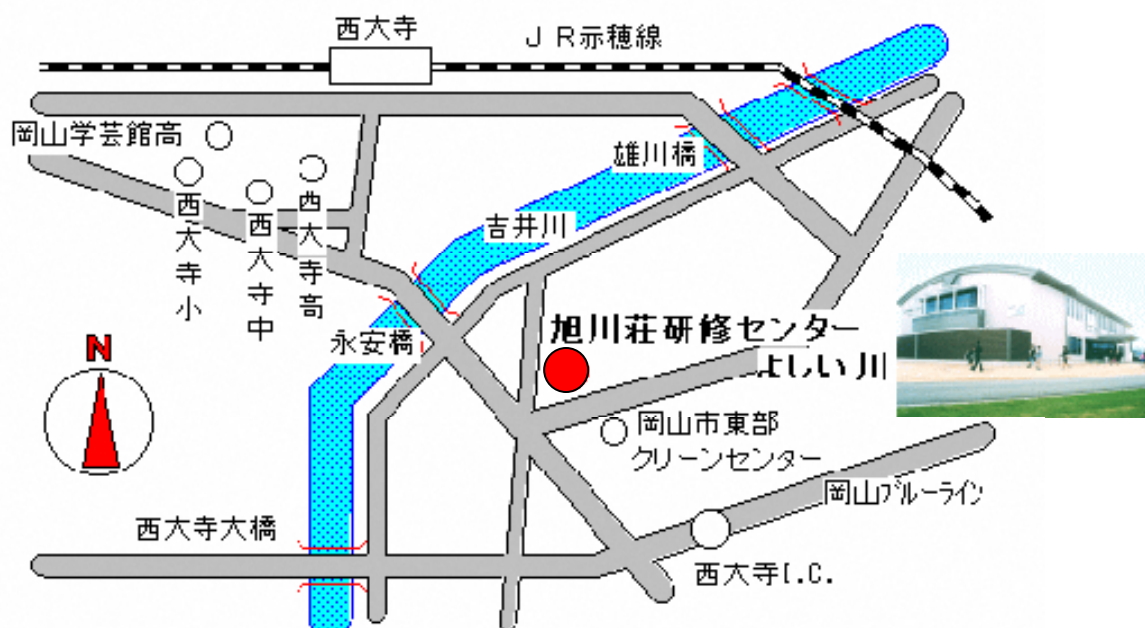 西大寺
JR赤穂線
岡山学芸館高
雄川橋
西大寺小
西大寺中
西大寺高
吉井川
永安橋
旭川荘研修センター
よしい川
N
岡山市東部
クリーンセンター
岡山ブルーライン
西大寺大橋
西大寺I.C.